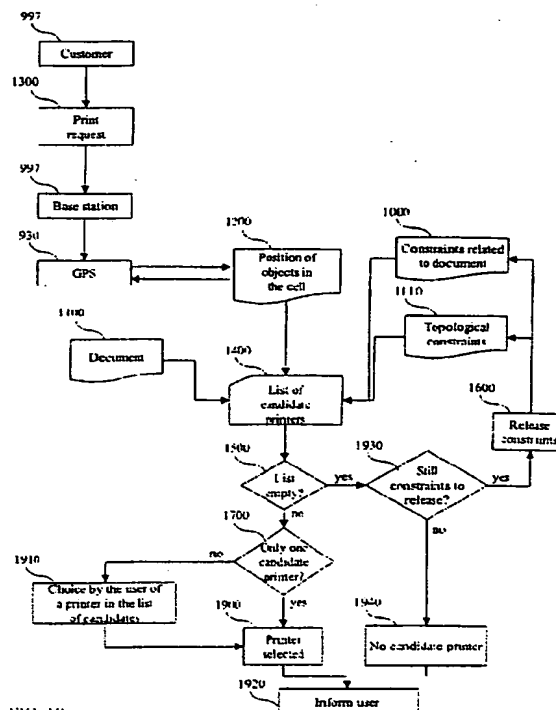 997
Customer
1300
Print
request
997
Base station
930
GPS
1200
Position of
objects in
the cell
1000
Constraints related
to document
1110
Topological
constraints
1100
Document
1400
List of
candidate
printers
1600
Release
constraints
1500
List
empty?
yes
1930
Still
constraints to
release?
yes
no
no
1700
Only one
candidate
printer?
no
yes
1910
Choice by the user
of a printer in the list
of candidates
1900
Printer
selected
1940
No candidate printer
1920
Inform user